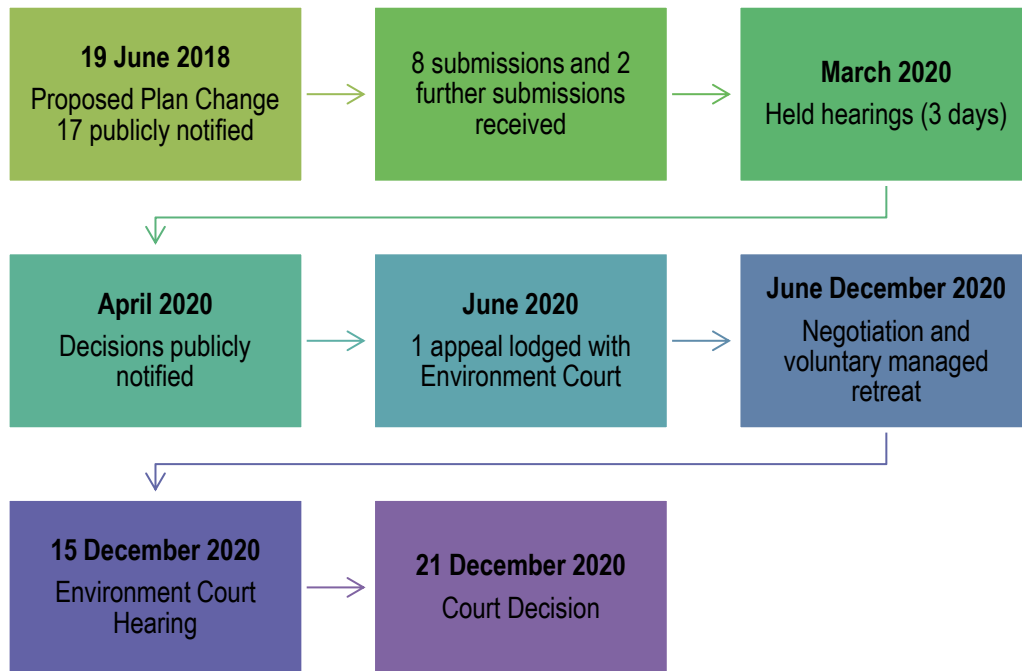 19 June 2018
Proposed Plan Change
17 publicly notified
8 submissions and 2
further submissions
received
March 2020
Held hearings (3 days)
April 2020
Decisions publicly
notified
June 2020
1 appeal lodged with
Environment Court
June December 2020
Negotiation and
voluntary managed
retreat
15 December 2020
Environment Court
Hearing
21 December 2020
Court Decision